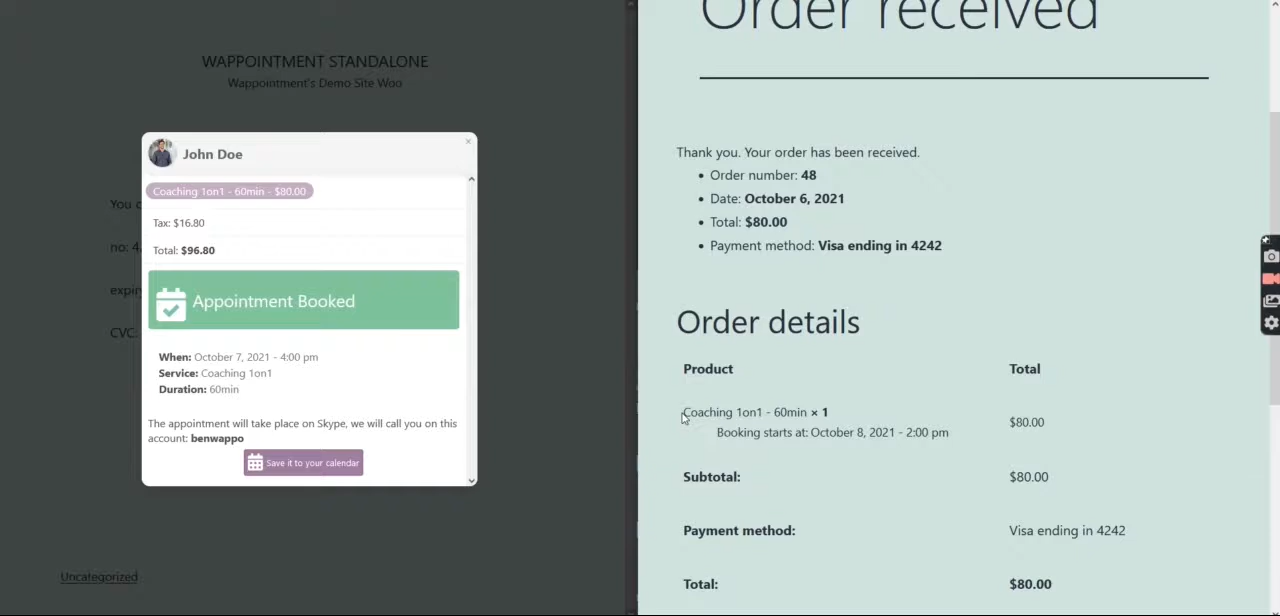 WAPPOINTMENT STANDALONE
Wappointment's Demo Site Woo
John Doe
×
Coaching 1on1 - 60min - $80.00
You c
Tax: $16.80
no: 4
Total: $96.80
expir
Appointment Booked
CVC:
When: October 7, 2021 - 4:00 pm
Service: Coaching 1on1
Duration: 60min
The appointment will take place on Skype, we will call you on this
account: benwappo
Save it to your calendar
Uncategorized
Order received
Thank you. Your order has been received.
• Order number: 48
• Date: October 6, 2021
• Total: $80.00
• Payment method: Visa ending in 4242
Order details
Product Total
Coaching 1on1 - 60min × 1 $80.00
Booking starts at: October 8, 2021 - 2:00 pm
Subtotal: $80.00
Payment method: Visa ending in 4242
Total: $80.00